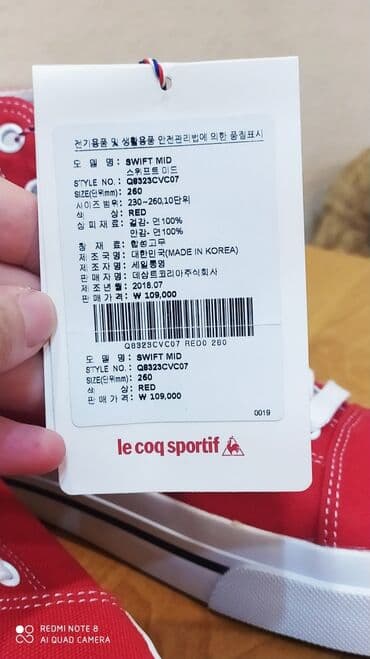 전기용품 및 생활용품 안전관리법에 의한 품질표시
모 델 명 : SWIFT MID
스위프트 미드
STYLE NO. : Q8323CVC07
SIZE(단위mm) : 260
사이즈 범위 : 230~260,10단위
색 상 : RED
상 피 재 료 : 겉감-면100%
안감-면100%
창 재 료 : 합성고무
제 조 국 명 : 대한민국(MADE IN KOREA)
제 조 자 명 : 세일통영
판 매 자 명 : 데상트코리아주식회사
제 조 년 월 : 2018.07
판 매 가 격 : ₩ 109,000
Q8323CVC07 RED0 260
모 델 명 : SWIFT MID
STYLE NO. : Q8323CVC07
SIZE(단위mm) : 260
색 상 : RED
판 매 가 격 : ₩ 109,000
0019
le coq sportif
REDMI NOTE 8
AI QUAD CAMERA